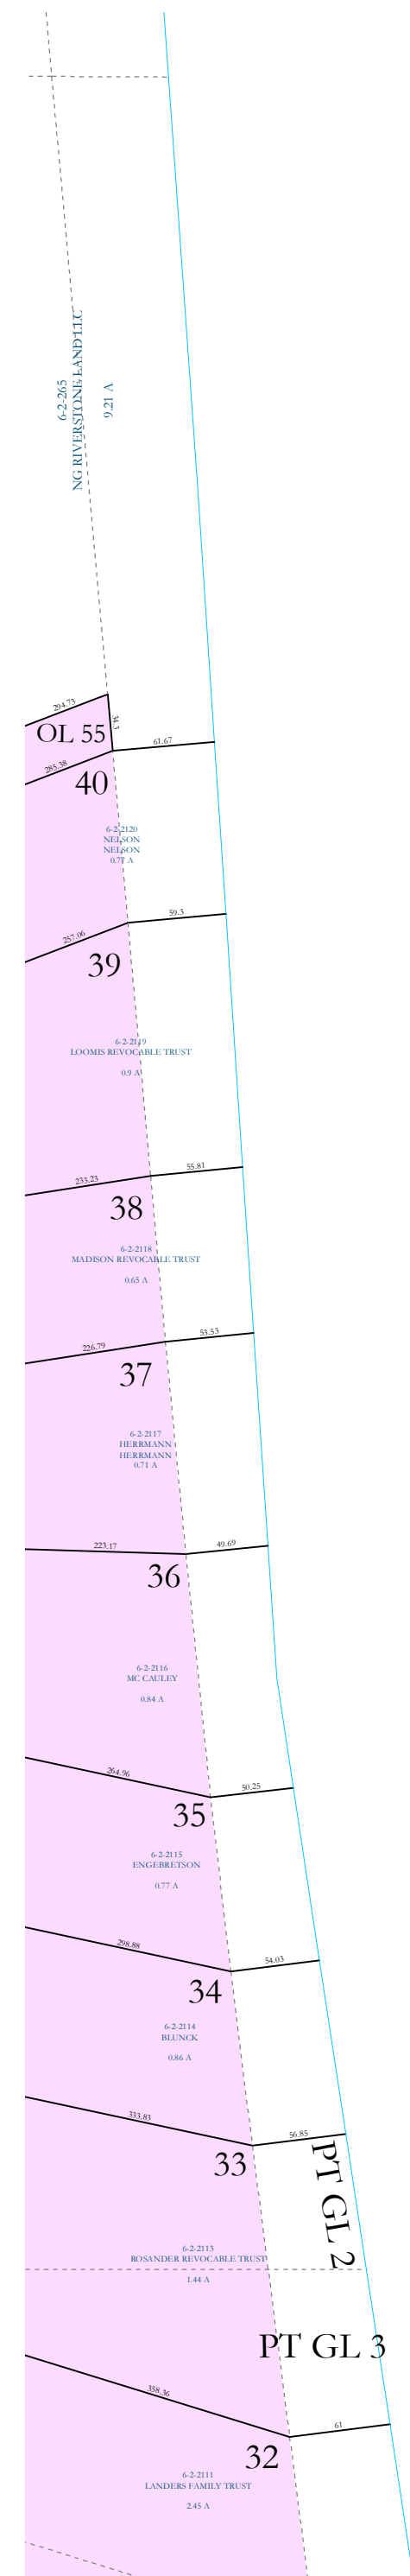 6-2-265
NG RIVERSTONE LAND LLC
9.21 A
294.73
34.3
OL 55
61.67
285.38
40
6-2-2120
NELSON
NELSON
0.77 A
59.3
257.06
39
6-2-2119
LOOMIS REVOCABLE TRUST
0.9 A
55.81
233.23
38
6-2-2118
MADISON REVOCABLE TRUST
0.65 A
53.53
226.79
37
6-2-2117
HERRMANN
HERRMANN
0.71 A
49.69
223.17
36
6-2-2116
MC CAULEY
0.84 A
264.96
50.25
35
6-2-2115
ENGEBRETSON
0.77 A
298.88
54.03
34
6-2-2114
BLUNCK
0.86 A
333.83
56.85
33
PT GL 2
6-2-2113
ROSANDER REVOCABLE TRUST
1.44 A
PT GL 3
358.36
61
32
6-2-2111
LANDERS FAMILY TRUST
2.45 A